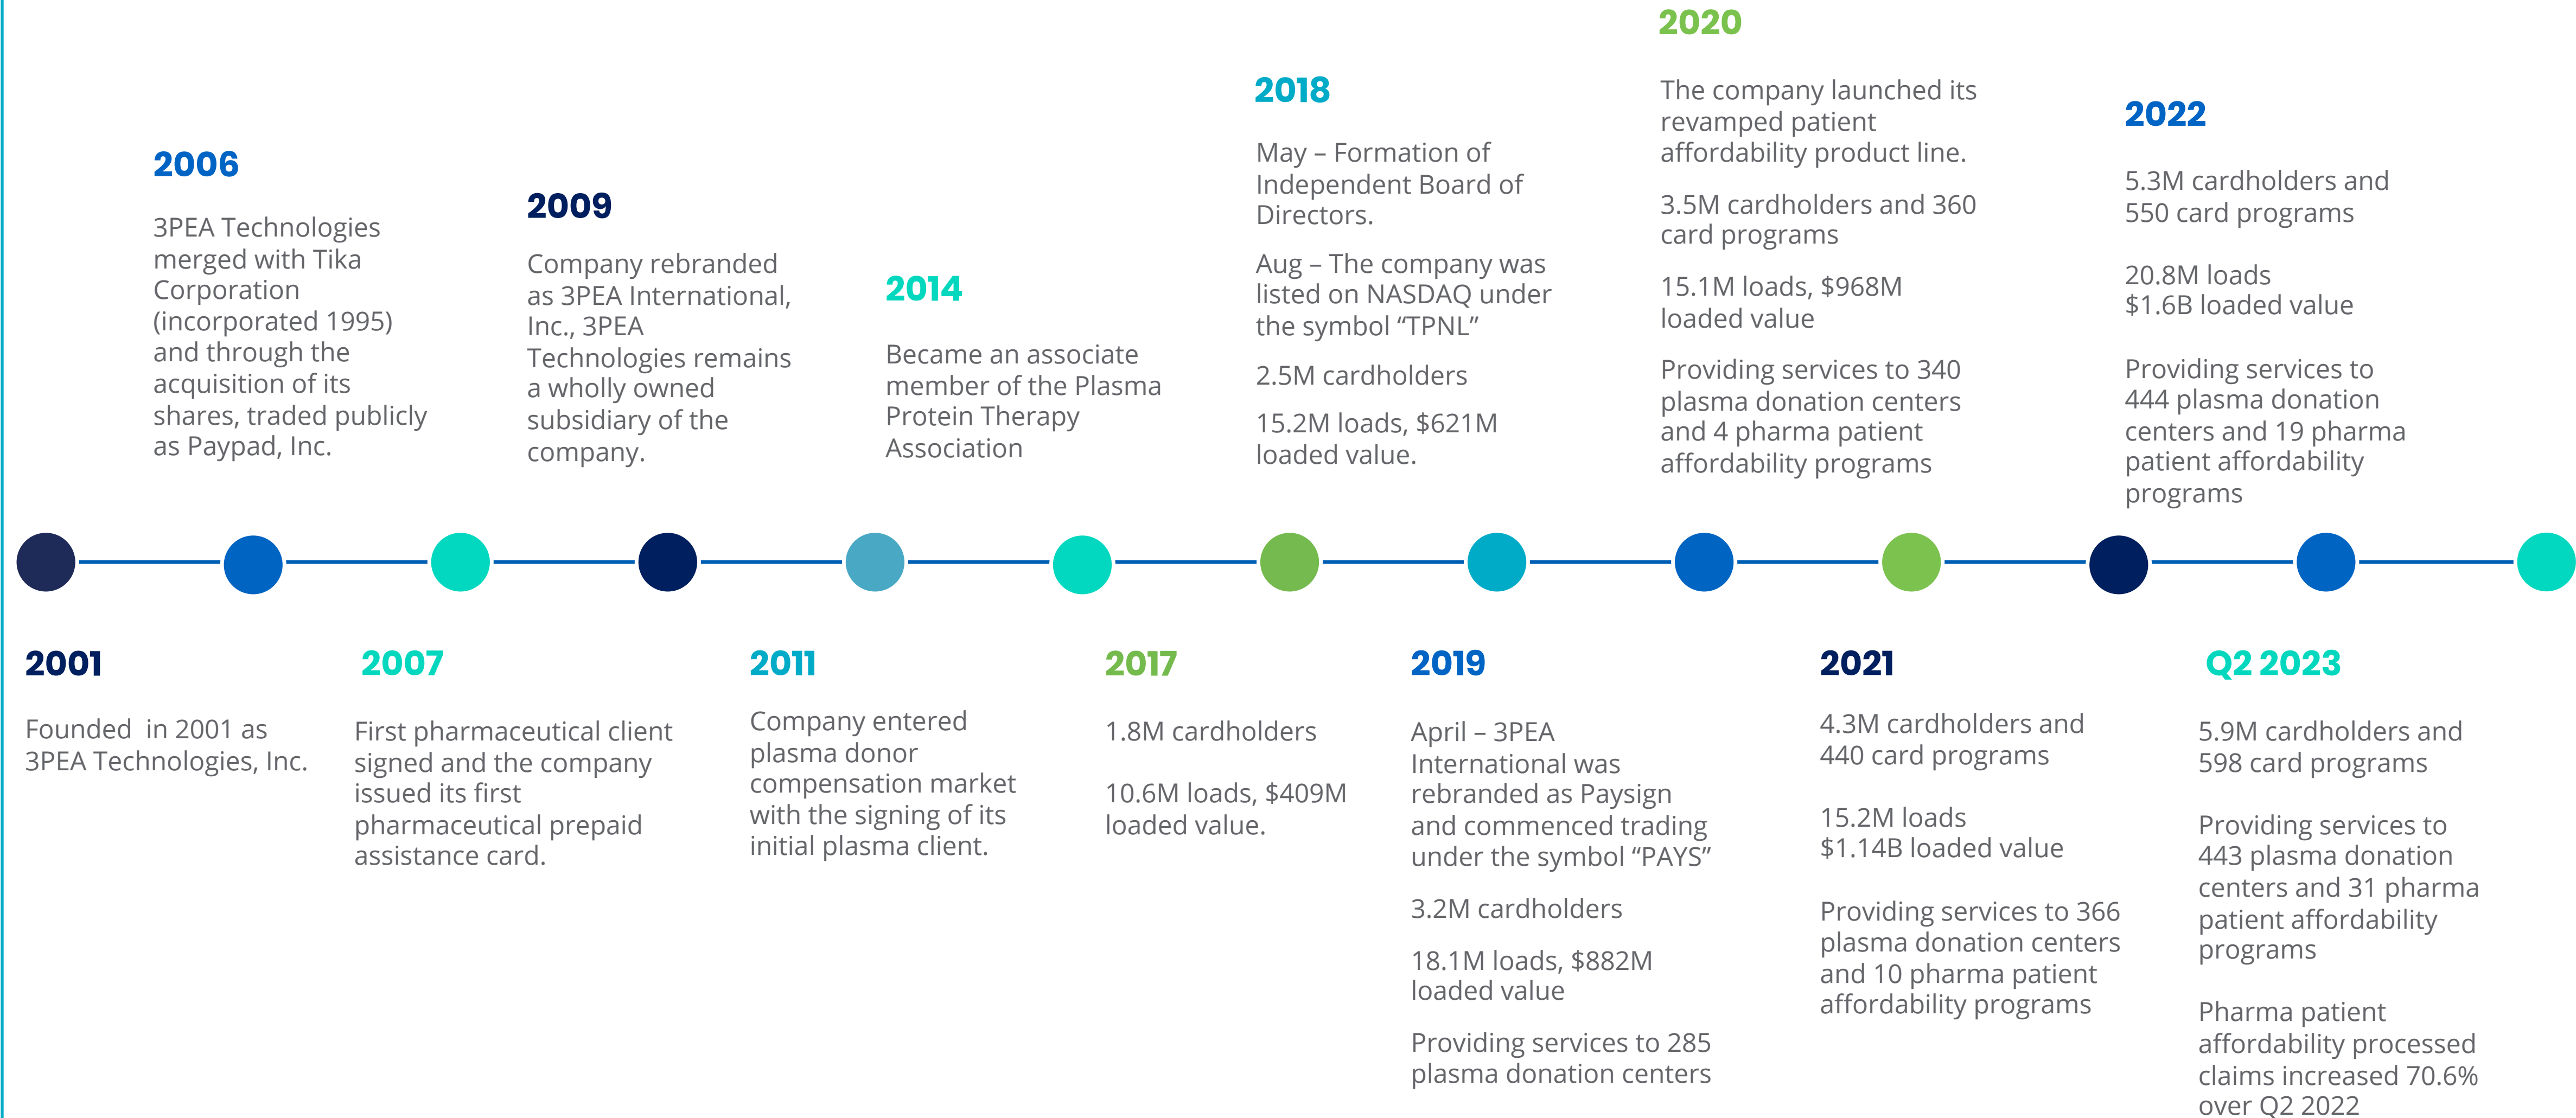 2006
3PEA Technologies
merged with Tika
Corporation
(incorporated 1995)
and through the
acquisition of its
shares, traded publicly
as Paypad, Inc.
2009
Company rebranded
as 3PEA International,
Inc., 3PEA
Technologies remains
a wholly owned
subsidiary of the
company.
2014
Became an associate
member of the Plasma
Protein Therapy
Association
2018
May – Formation of
Independent Board of
Directors.
Aug – The company was
listed on NASDAQ under
the symbol “TPNL”
2.5M cardholders
15.2M loads, $621M
loaded value.
2020
The company launched its
revamped patient
affordability product line.
3.5M cardholders and 360
card programs
15.1M loads, $968M
loaded value
Providing services to 340
plasma donation centers
and 4 pharma patient
affordability programs
2022
5.3M cardholders and
550 card programs
20.8M loads
$1.6B loaded value
Providing services to
444 plasma donation
centers and 19 pharma
patient affordability
programs
2001
Founded  in 2001 as
3PEA Technologies, Inc.
2007
First pharmaceutical client
signed and the company
issued its first
pharmaceutical prepaid
assistance card.
2011
Company entered
plasma donor
compensation market
with the signing of its
initial plasma client.
2017
1.8M cardholders
10.6M loads, $409M
loaded value.
2019
April – 3PEA
International was
rebranded as Paysign
and commenced trading
under the symbol “PAYS”
3.2M cardholders
18.1M loads, $882M
loaded value
Providing services to 285
plasma donation centers
2021
4.3M cardholders and
440 card programs
15.2M loads
$1.14B loaded value
Providing services to 366
plasma donation centers
and 10 pharma patient
affordability programs
Q2 2023
5.9M cardholders and
598 card programs
Providing services to
443 plasma donation
centers and 31 pharma
patient affordability
programs
Pharma patient
affordability processed
claims increased 70.6%
over Q2 2022